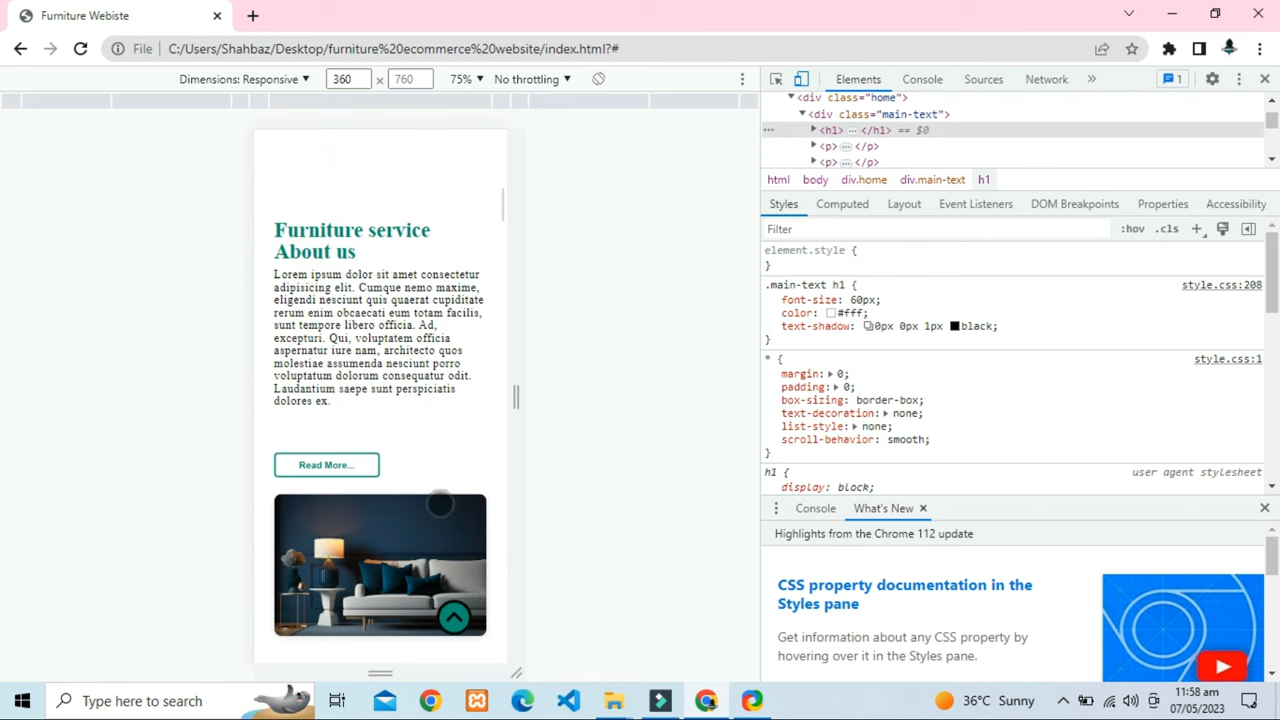 Furniture Webiste
File
C:/Users/Shahbaz/Desktop/furniture%20ecommerce%20website/index.html?#
Dimensions: Responsive
360 × 760
75%
No throttling
Elements
Console
Sources
Network
1
<div class="home">
<div class="main-text">
<h1> … </h1> == $0
<p> … </p>
<p> … </p>
html body div.home div.main-text h1
Styles
Computed
Layout
Event Listeners
DOM Breakpoints
Properties
Accessibility
Filter
:hov .cls
element.style {
}
.main-text h1 {
style.css:208
font-size: 60px;
color: #fff;
text-shadow: 0px 0px 1px black;
}
* {
style.css:1
margin: 0;
padding: 0;
box-sizing: border-box;
text-decoration: none;
list-style: none;
scroll-behavior: smooth;
}
h1 {
user agent stylesheet
display: block;
Console
What's New
Highlights from the Chrome 112 update
CSS property documentation in the
Styles pane
Get information about any CSS property by
hovering over it in the Styles pane.
Furniture service
About us
Lorem ipsum dolor sit amet consectetur
adipisicing elit. Cumque nemo maxime,
eligendi nesciunt quis quaerat cupiditate
rerum enim obcaecati eum totam facilis,
sunt tempore libero officia. Ad,
excepturi. Qui, voluptatem officia
aspernatur iure nam, architecto quos
molestiae assumenda nesciunt porro
voluptatum dolorum consequatur odit.
Laudantium saepe sunt perspiciatis
dolores ex.
Read More...
Type here to search
36°C Sunny
11:58 am
07/05/2023